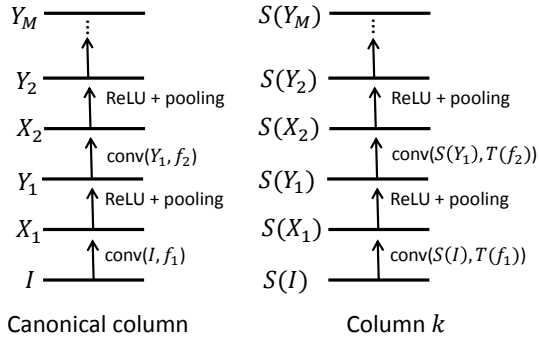 Y_M
⋮
Y_2
ReLU + pooling
X_2
conv(Y_1, f_2)
Y_1
ReLU + pooling
X_1
conv(I, f_1)
I
Canonical column
S(Y_M)
⋮
S(Y_2)
ReLU + pooling
S(X_2)
conv(S(Y_1), T(f_2))
S(Y_1)
ReLU + pooling
S(X_1)
conv(S(I), T(f_1))
S(I)
Column k